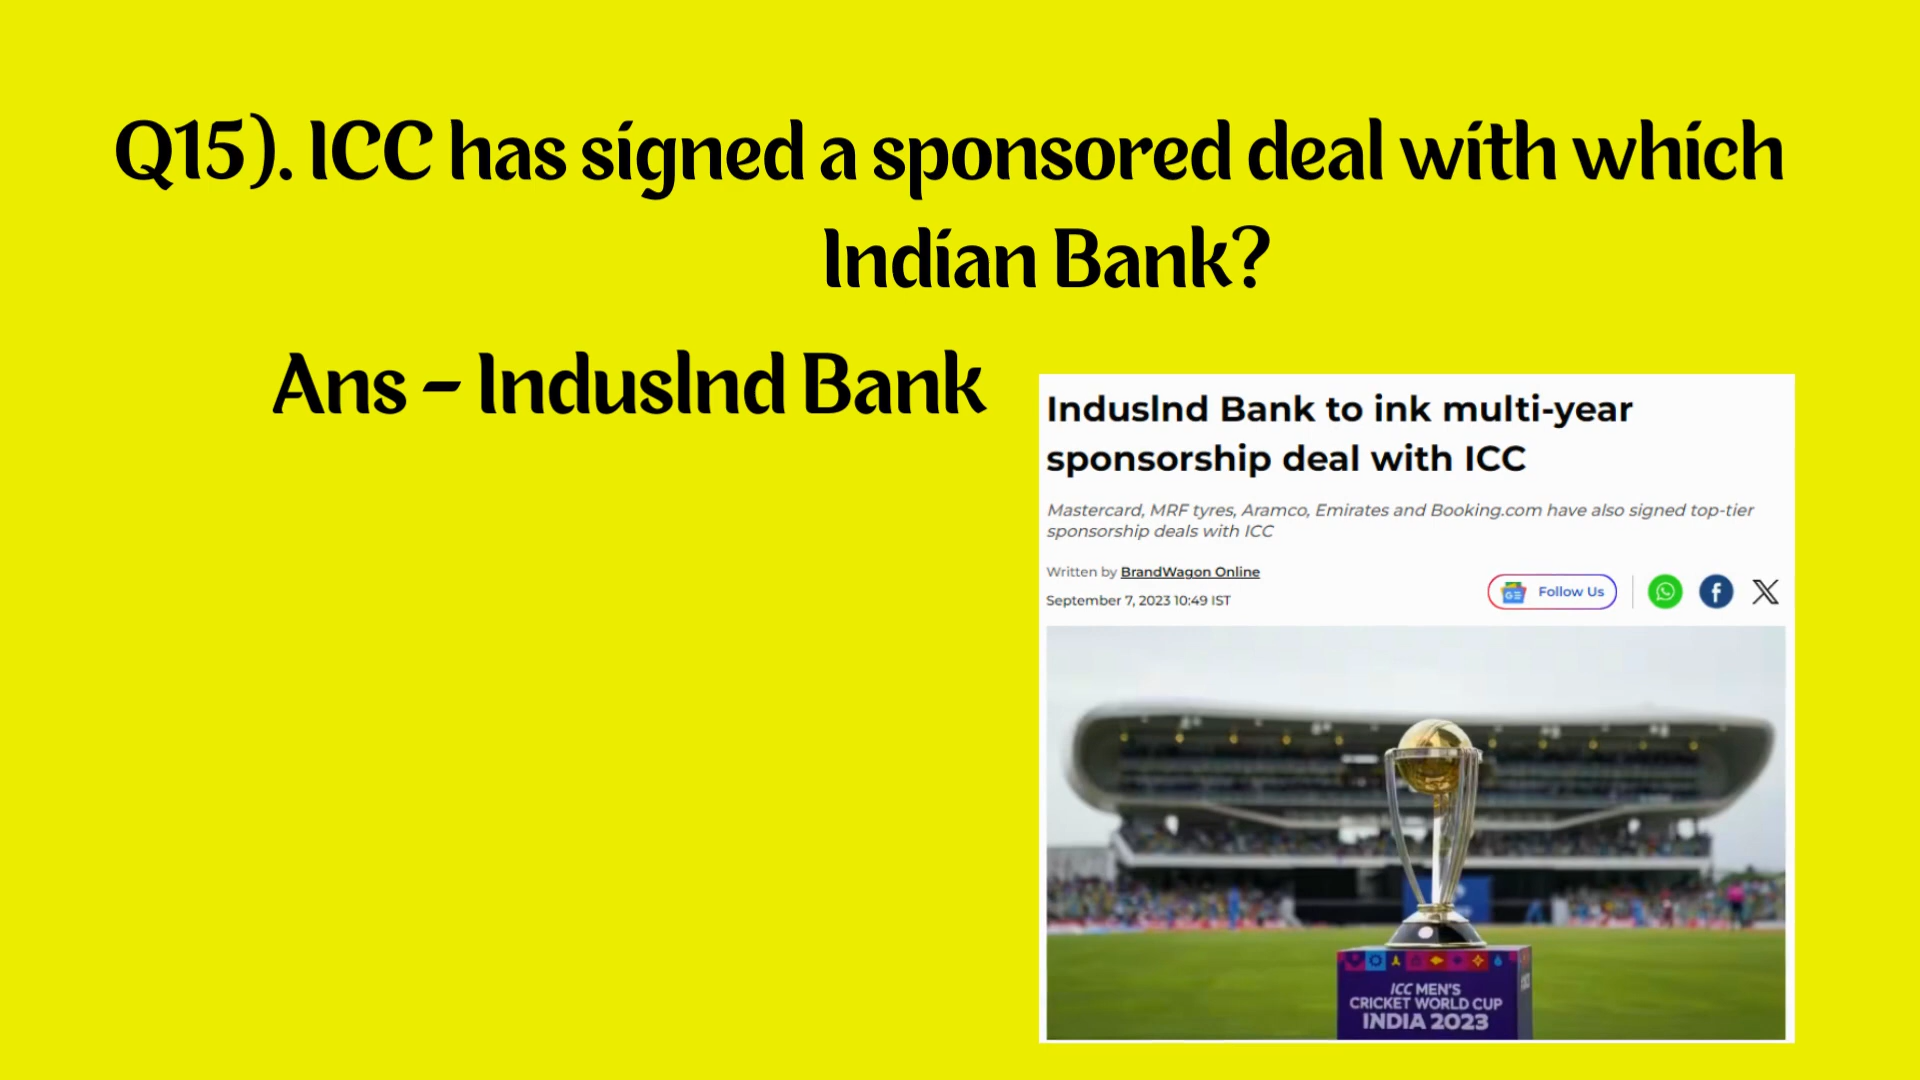 Q15). ICC has signed a sponsored deal with which
Indian Bank?
Ans - IndusInd Bank
IndusInd Bank to ink multi-year
sponsorship deal with ICC
Mastercard, MRF tyres, Aramco, Emirates and Booking.com have also signed top-tier
sponsorship deals with ICC
Written by BrandWagon Online
September 7, 2023 10:49 IST
Follow Us
ICC MEN'S
CRICKET WORLD CUP
INDIA 2023